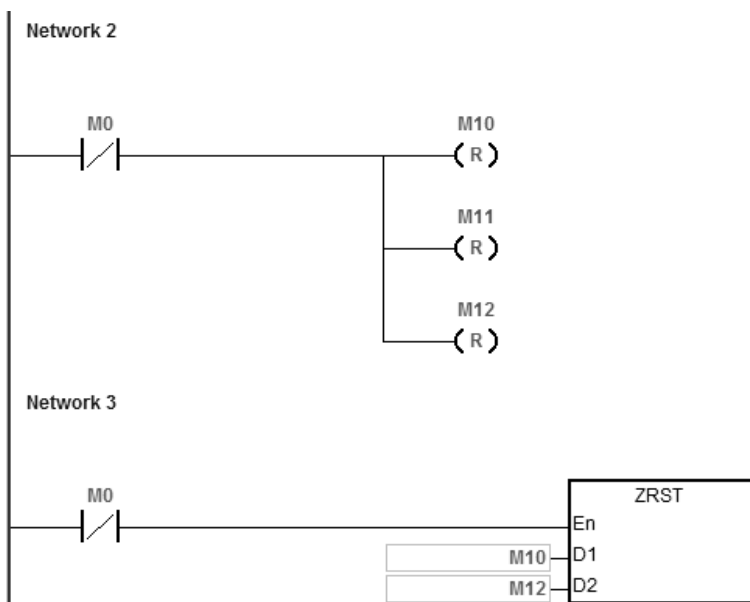 Network 2
M0
M10
R
M11
R
M12
R
Network 3
M0
ZRST
En
M10 D1
M12 D2